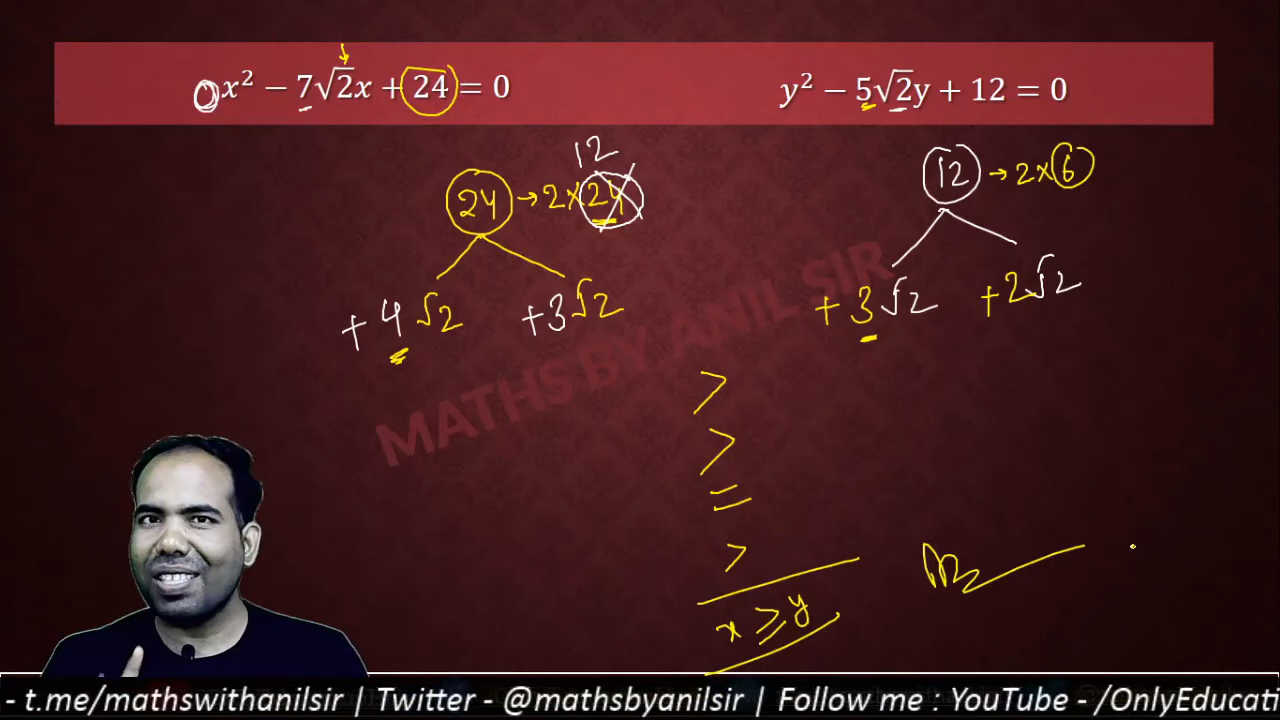 x² − 7√2x + 24 = 0
y² − 5√2y + 12 = 0
12
24 → 2×24
12 → 2×6
+4√2 +3√2
+3√2 +2√2
MATHS BY ANIL SIR
>
>
=
>
x ≥ y
- t.me/mathswithanilsir | Twitter - @mathsbyanilsir | Follow me : YouTube - /OnlyEducati